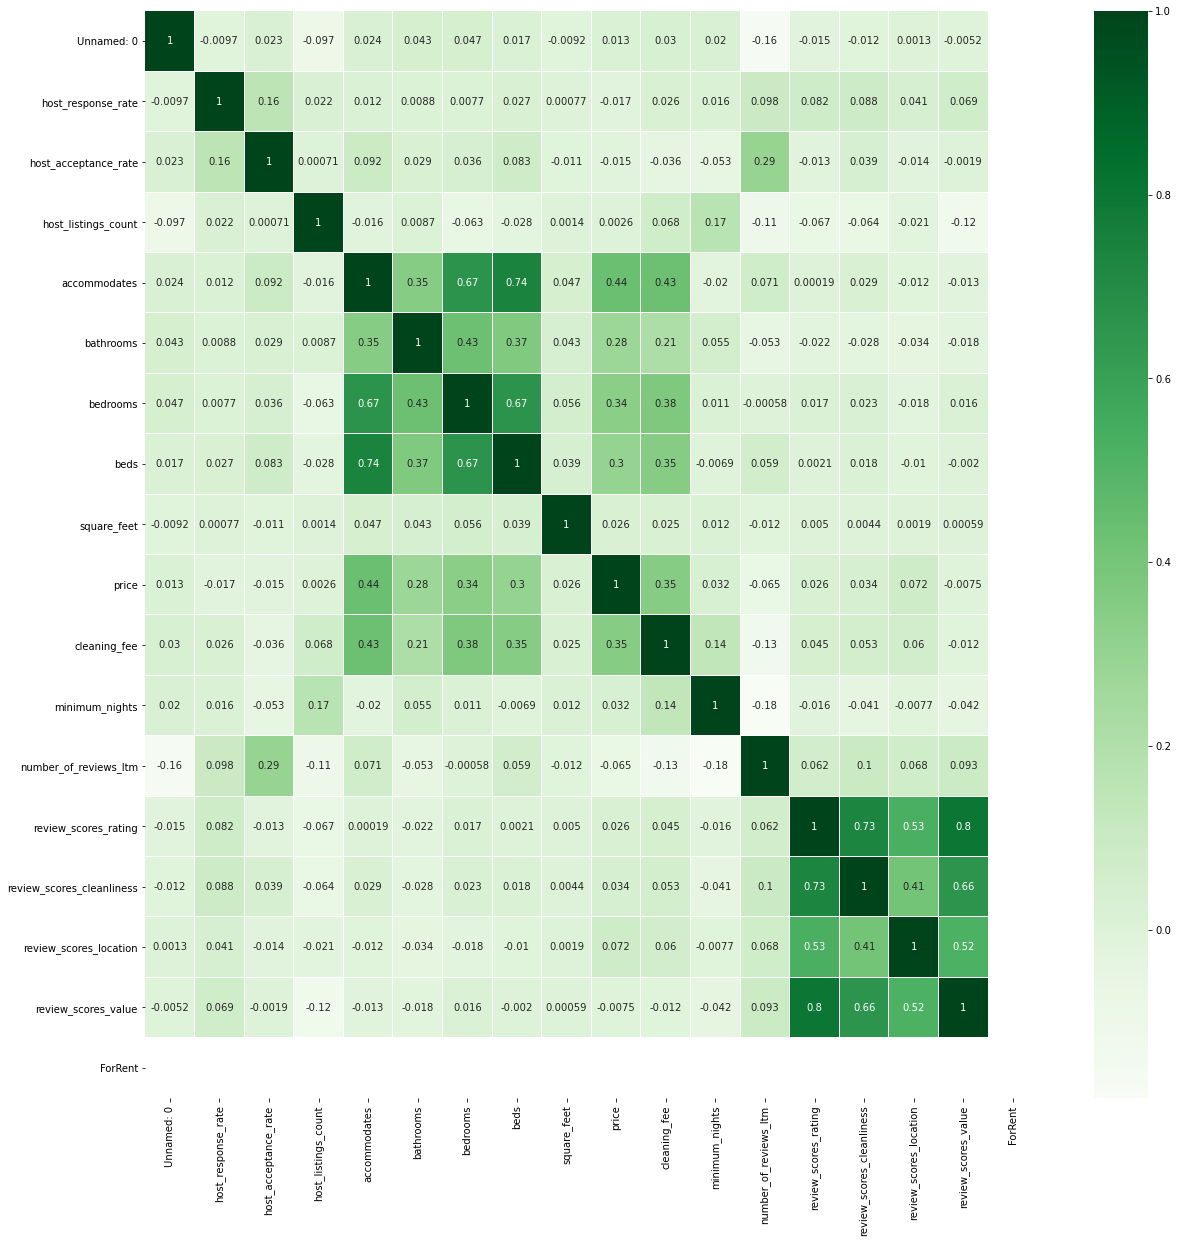 Unnamed: 0 1 -0.0097 0.023 -0.097 0.024 0.043 0.047 0.017 -0.0092 0.013 0.03 0.02 -0.16 -0.015 -0.012 0.0013 -0.0052
host_response_rate -0.0097 1 0.16 0.022 0.012 0.0088 0.0077 0.027 0.00077 -0.017 0.026 0.016 0.098 0.082 0.088 0.041 0.069
host_acceptance_rate 0.023 0.16 1 0.00071 0.092 0.029 0.036 0.083 -0.011 -0.015 -0.036 -0.053 0.29 -0.013 0.039 -0.014 -0.0019
host_listings_count -0.097 0.022 0.00071 1 -0.016 0.0087 -0.063 -0.028 0.0014 0.0026 0.068 0.17 -0.11 -0.067 -0.064 -0.021 -0.12
accommodates 0.024 0.012 0.092 -0.016 1 0.35 0.67 0.74 0.047 0.44 0.43 -0.02 0.071 0.00019 0.029 -0.012 -0.013
bathrooms 0.043 0.0088 0.029 0.0087 0.35 1 0.43 0.37 0.043 0.28 0.21 0.055 -0.053 -0.022 -0.028 -0.034 -0.018
bedrooms 0.047 0.0077 0.036 -0.063 0.67 0.43 1 0.67 0.056 0.34 0.38 0.011 -0.00058 0.017 0.023 -0.018 0.016
beds 0.017 0.027 0.083 -0.028 0.74 0.37 0.67 1 0.039 0.3 0.35 -0.0069 0.059 0.0021 0.018 -0.01 -0.002
square_feet -0.0092 0.00077 -0.011 0.0014 0.047 0.043 0.056 0.039 1 0.026 0.025 0.012 -0.012 0.005 0.0044 0.0019 0.00059
price 0.013 -0.017 -0.015 0.0026 0.44 0.28 0.34 0.3 0.026 1 0.35 0.032 -0.065 0.026 0.034 0.072 -0.0075
cleaning_fee 0.03 0.026 -0.036 0.068 0.43 0.21 0.38 0.35 0.025 0.35 1 0.14 -0.13 0.045 0.053 0.06 -0.012
minimum_nights 0.02 0.016 -0.053 0.17 -0.02 0.055 0.011 -0.0069 0.012 0.032 0.14 1 -0.18 -0.016 -0.041 -0.0077 -0.042
number_of_reviews_ltm -0.16 0.098 0.29 -0.11 0.071 -0.053 -0.00058 0.059 -0.012 -0.065 -0.13 -0.18 1 0.062 0.1 0.068 0.093
review_scores_rating -0.015 0.082 -0.013 -0.067 0.00019 -0.022 0.017 0.0021 0.005 0.026 0.045 -0.016 0.062 1 0.73 0.53 0.8
review_scores_cleanliness -0.012 0.088 0.039 -0.064 0.029 -0.028 0.023 0.018 0.0044 0.034 0.053 -0.041 0.1 0.73 1 0.41 0.66
review_scores_location 0.0013 0.041 -0.014 -0.021 -0.012 -0.034 -0.018 -0.01 0.0019 0.072 0.06 -0.0077 0.068 0.53 0.41 1 0.52
review_scores_value -0.0052 0.069 -0.0019 -0.12 -0.013 -0.018 0.016 -0.002 0.00059 -0.0075 -0.012 -0.042 0.093 0.8 0.66 0.52 1
ForRent
Unnamed: 0
host_response_rate
host_acceptance_rate
host_listings_count
accommodates
bathrooms
bedrooms
beds
square_feet
price
cleaning_fee
minimum_nights
number_of_reviews_ltm
review_scores_rating
review_scores_cleanliness
review_scores_location
review_scores_value
ForRent
1.0
0.8
0.6
0.4
0.2
0.0